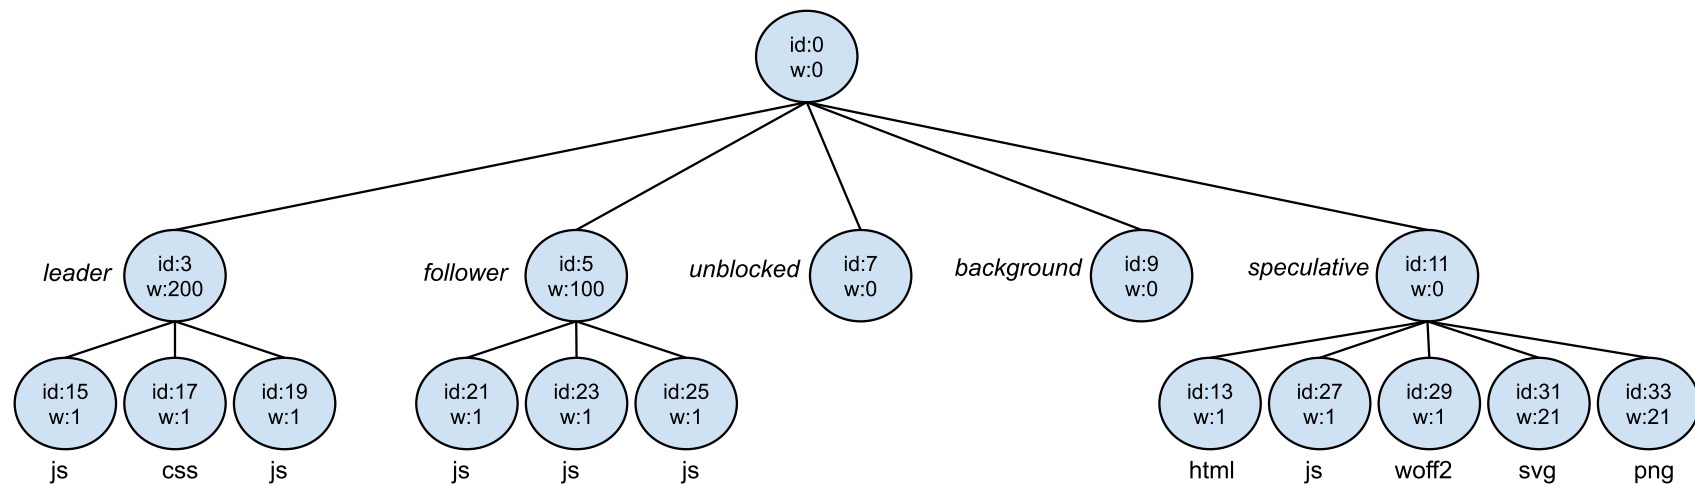 id:0
w:0
leader
id:3
w:200
follower
id:5
w:100
unblocked
id:7
w:0
background
id:9
w:0
speculative
id:11
w:0
id:15
w:1
js
id:17
w:1
css
id:19
w:1
js
id:21
w:1
js
id:23
w:1
js
id:25
w:1
js
id:13
w:1
html
id:27
w:1
js
id:29
w:1
woff2
id:31
w:21
svg
id:33
w:21
png